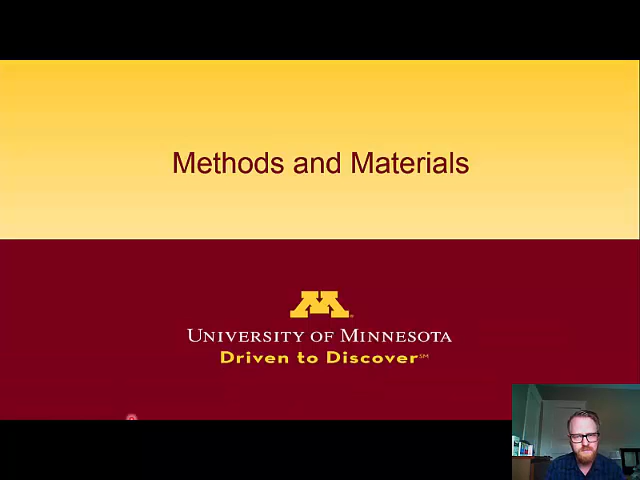 Methods and Materials
UNIVERSITY OF MINNESOTA
Driven to Discover℠